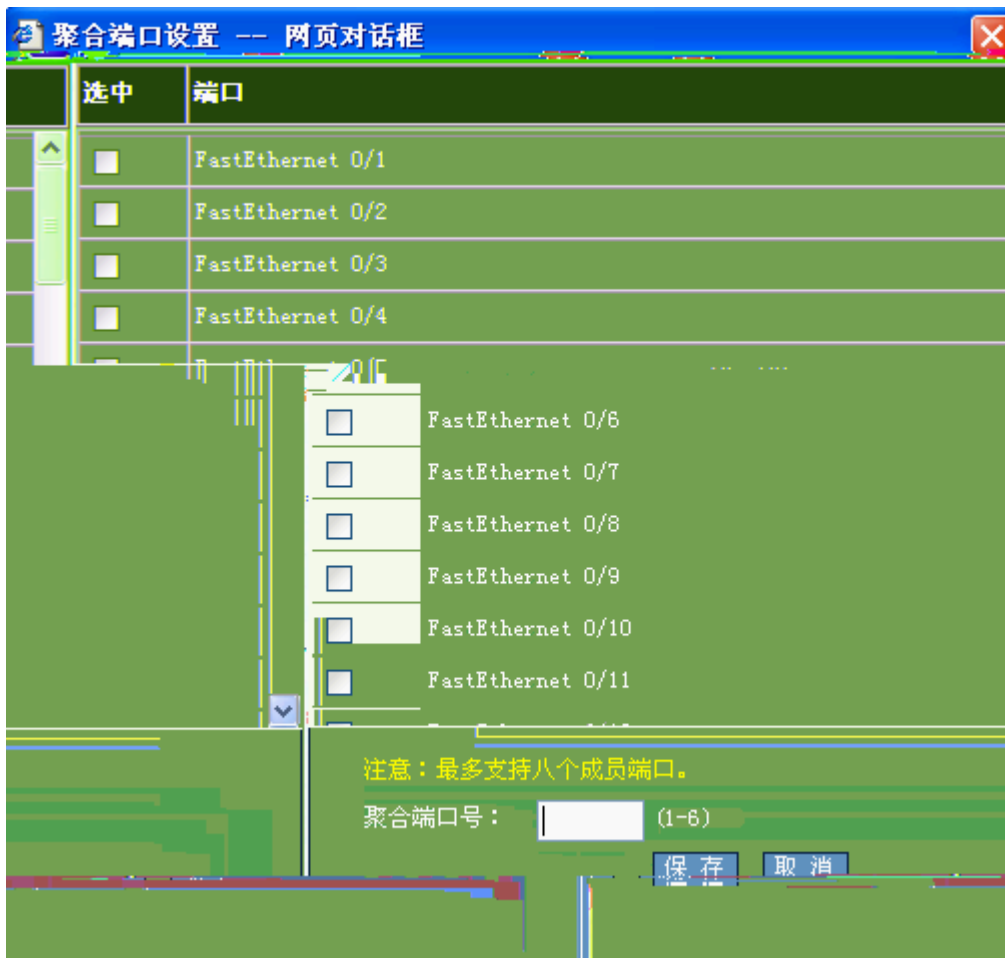 聚合端口设置 -- 网页对话框
选中 端口
FastEthernet 0/1
FastEthernet 0/2
FastEthernet 0/3
FastEthernet 0/4
FastEthernet 0/6
FastEthernet 0/7
FastEthernet 0/8
FastEthernet 0/9
FastEthernet 0/10
FastEthernet 0/11
注意：最多支持八个成员端口。
聚合端口号： (1-6)
保存 取消